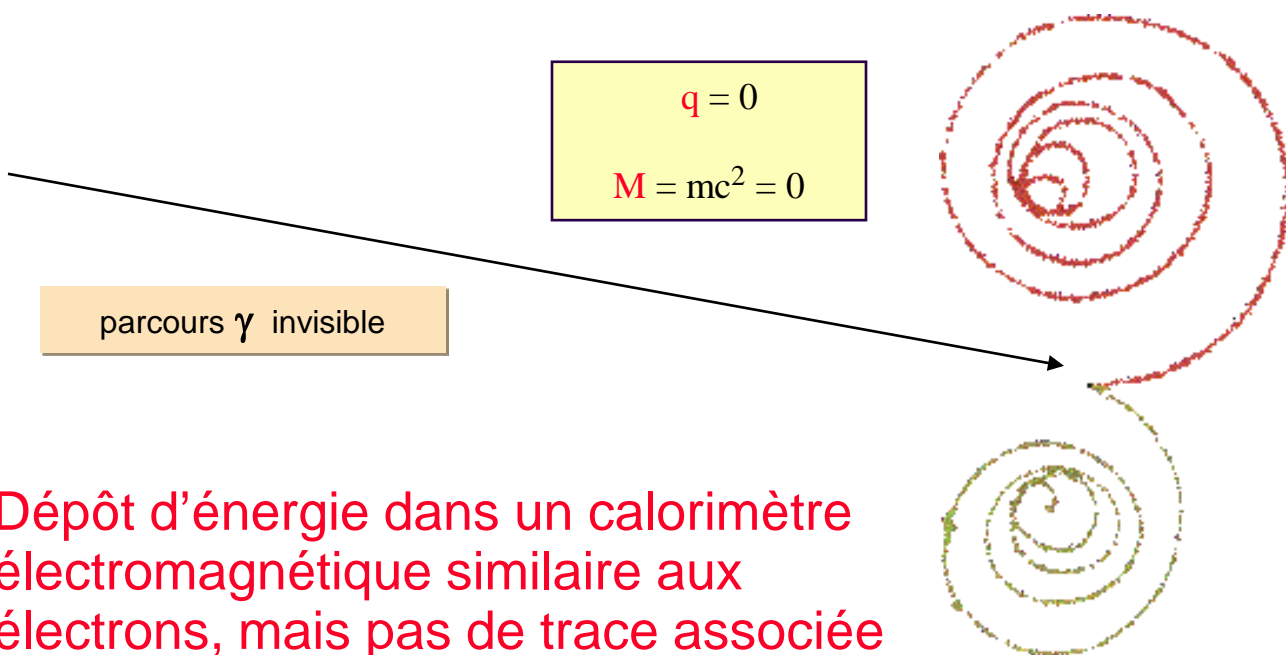 q = 0
M = mc² = 0
parcours γ invisible
Dépôt d'énergie dans un calorimètre
électromagnétique similaire aux
électrons, mais pas de trace associée